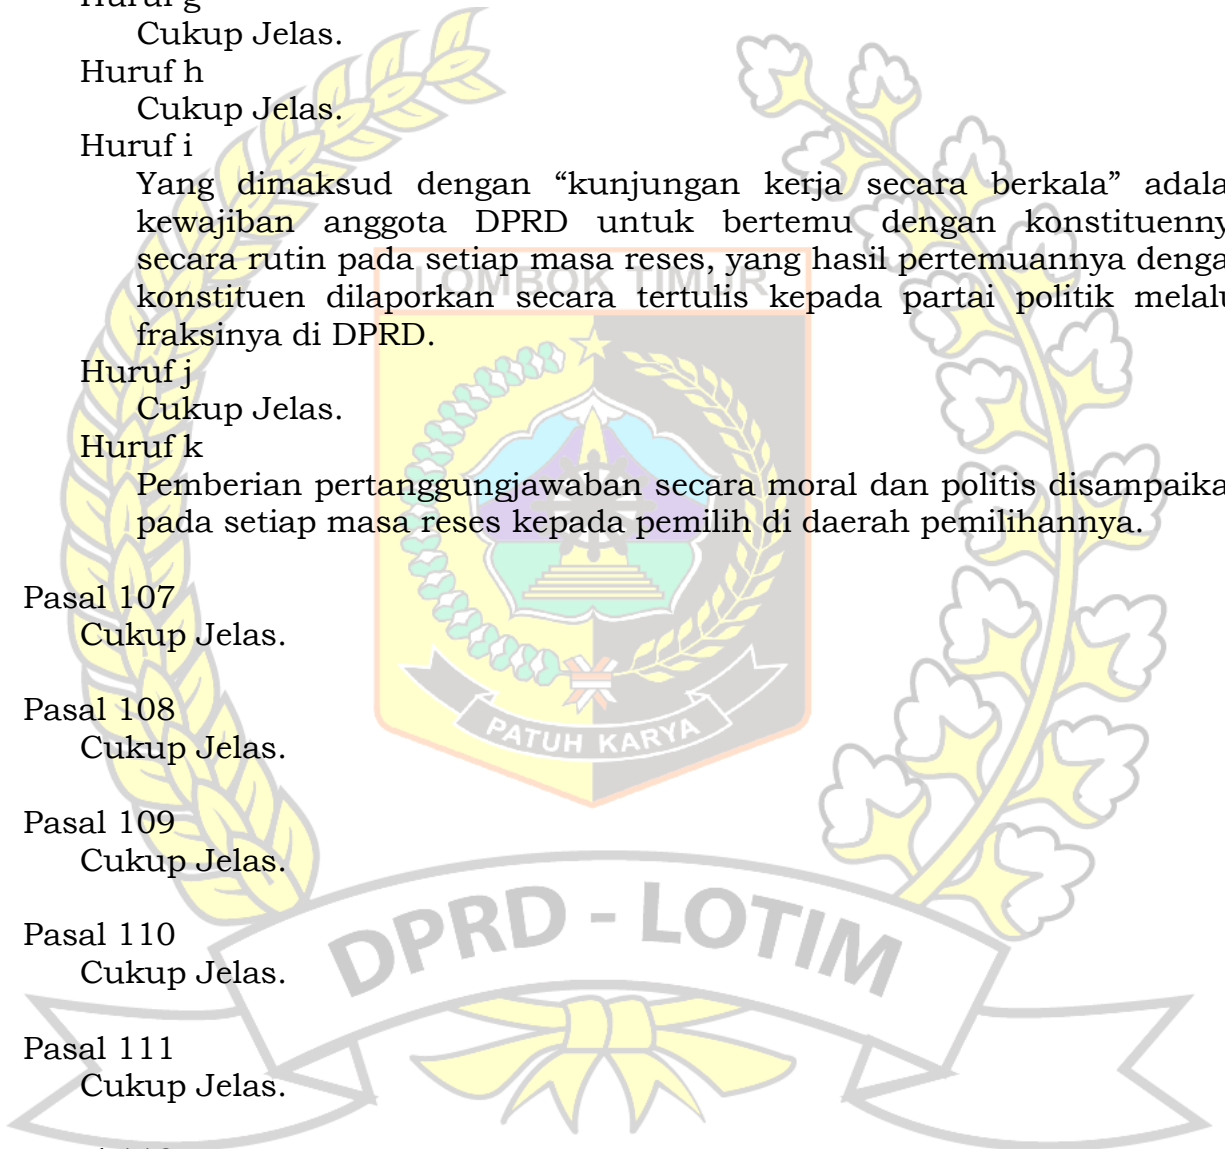 Huruf g
Cukup Jelas.
Huruf h
Cukup Jelas.
Huruf i
Yang dimaksud dengan “kunjungan kerja secara berkala” adala
kewajiban anggota DPRD untuk bertemu dengan konstituenny
secara rutin pada setiap masa reses, yang hasil pertemuannya denga
konstituen dilaporkan secara tertulis kepada partai politik melalu
fraksinya di DPRD.
Huruf j
Cukup Jelas.
Huruf k
Pemberian pertanggungjawaban secara moral dan politis disampaika
pada setiap masa reses kepada pemilih di daerah pemilihannya.
Pasal 107
Cukup Jelas.
Pasal 108
Cukup Jelas.
Pasal 109
Cukup Jelas.
Pasal 110
Cukup Jelas.
Pasal 111
Cukup Jelas.
LOMBOK TIMUR
PATUH KARYA
DPRD - LOTIM